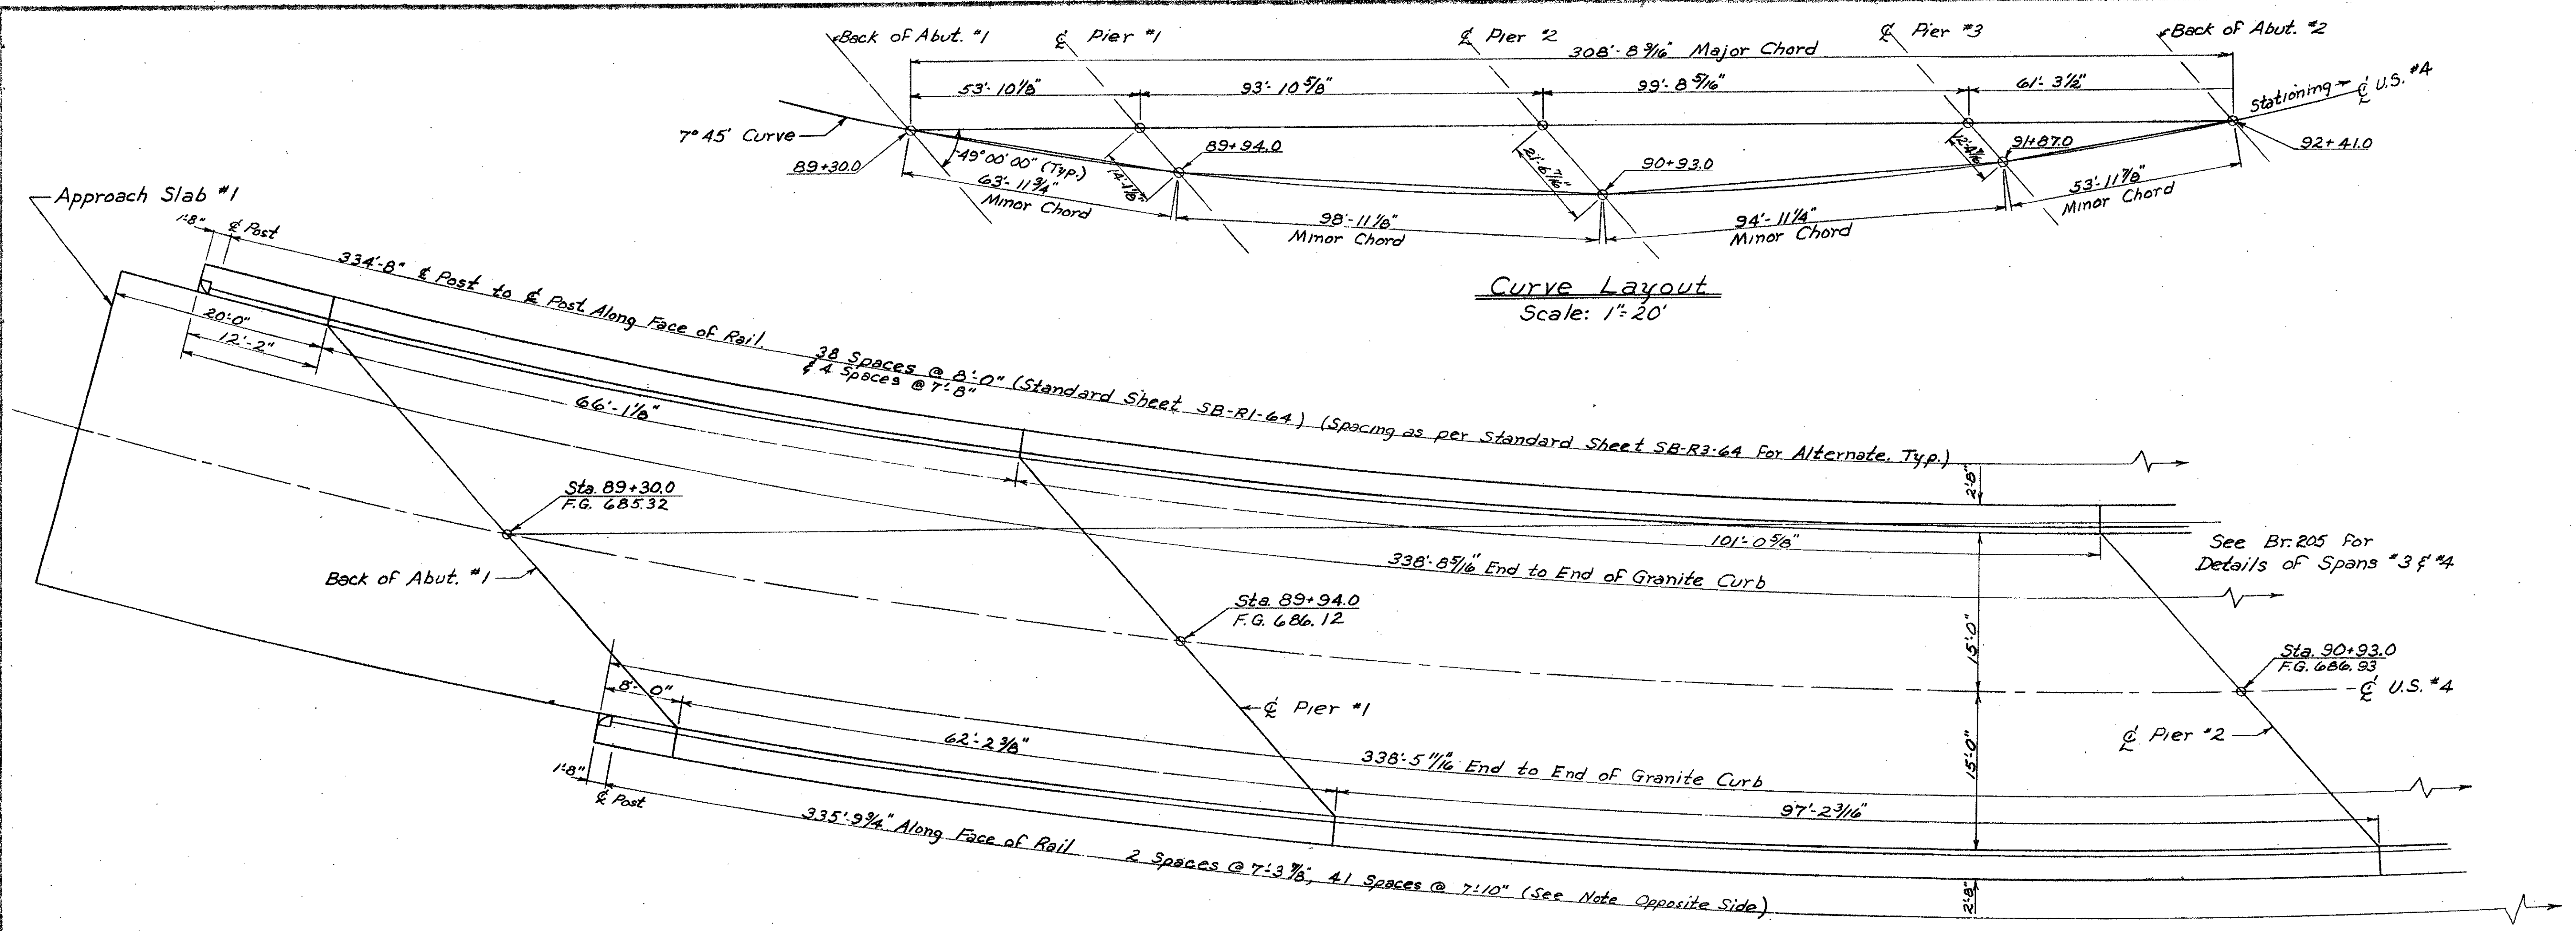 Back of Abut. #1
℄ Pier #1
℄ Pier #2
℄ Pier #3
Back of Abut. #2
308'-8 9/16" Major Chord
53'-10 1/8"
93'-10 5/8"
99'-8 5/16"
61'-3 1/2"
Stationing
℄ U.S. #4
7° 45' Curve
89+30.0
49°00'00" (Typ.)
63'-11 3/4"
Minor Chord
14'-1 1/8"
89+94.0
98'-11 1/8"
Minor Chord
21'-6 7/16"
90+93.0
94'-11 1/4"
Minor Chord
91+87.0
53'-11 7/8"
Minor Chord
92+41.0
Curve Layout
Scale: 1"=20'
Approach Slab #1
1'-8"
℄ Post
334'-8" ℄ Post to ℄ Post Along Face of Rail
38 Spaces @ 8'-0" (Standard Sheet SB-R1-64) (Spacing as per Standard Sheet SB-R3-64 For Alternate. Typ.)
& 4 Spaces @ 7'-8"
20'-0"
12'-2"
66'-1 1/8"
2'-8"
Sta. 89+30.0
F.G. 685.32
101'-0 5/8"
See Br. 205 For
Details of Spans #3 & #4
338'-8 5/16" End to End of Granite Curb
Back of Abut. #1
Sta. 89+94.0
F.G. 686.12
15'-0"
Sta. 90+93.0
F.G. 686.93
℄ U.S. #4
8'-0"
℄ Pier #1
℄ Pier #2
62'-2 3/8"
338'-5 11/16" End to End of Granite Curb
15'-0"
1'-8"
℄ Post
97'-2 3/16"
335'-9 3/4" Along Face of Rail
2 Spaces @ 7'-3 7/8", 41 Spaces @ 7'-10" (See Note Opposite Side)
2'-8"